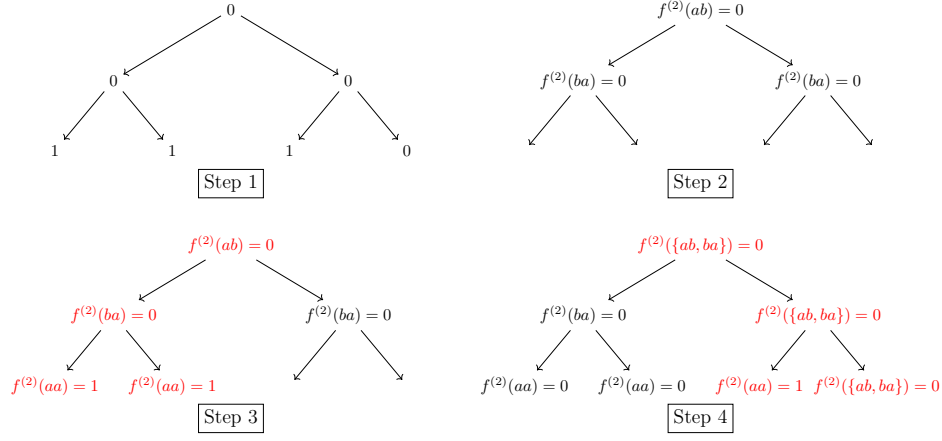 0
0 0
1 1 1 0
Step 1
f^{(2)}(ab) = 0
f^{(2)}(ba) = 0 f^{(2)}(ba) = 0
Step 2
f^{(2)}(ab) = 0
f^{(2)}(ba) = 0 f^{(2)}(ba) = 0
f^{(2)}(aa) = 1 f^{(2)}(aa) = 1
Step 3
f^{(2)}({ab, ba}) = 0
f^{(2)}(ba) = 0 f^{(2)}({ab, ba}) = 0
f^{(2)}(aa) = 0 f^{(2)}(aa) = 0 f^{(2)}(aa) = 1 f^{(2)}({ab, ba}) = 0
Step 4